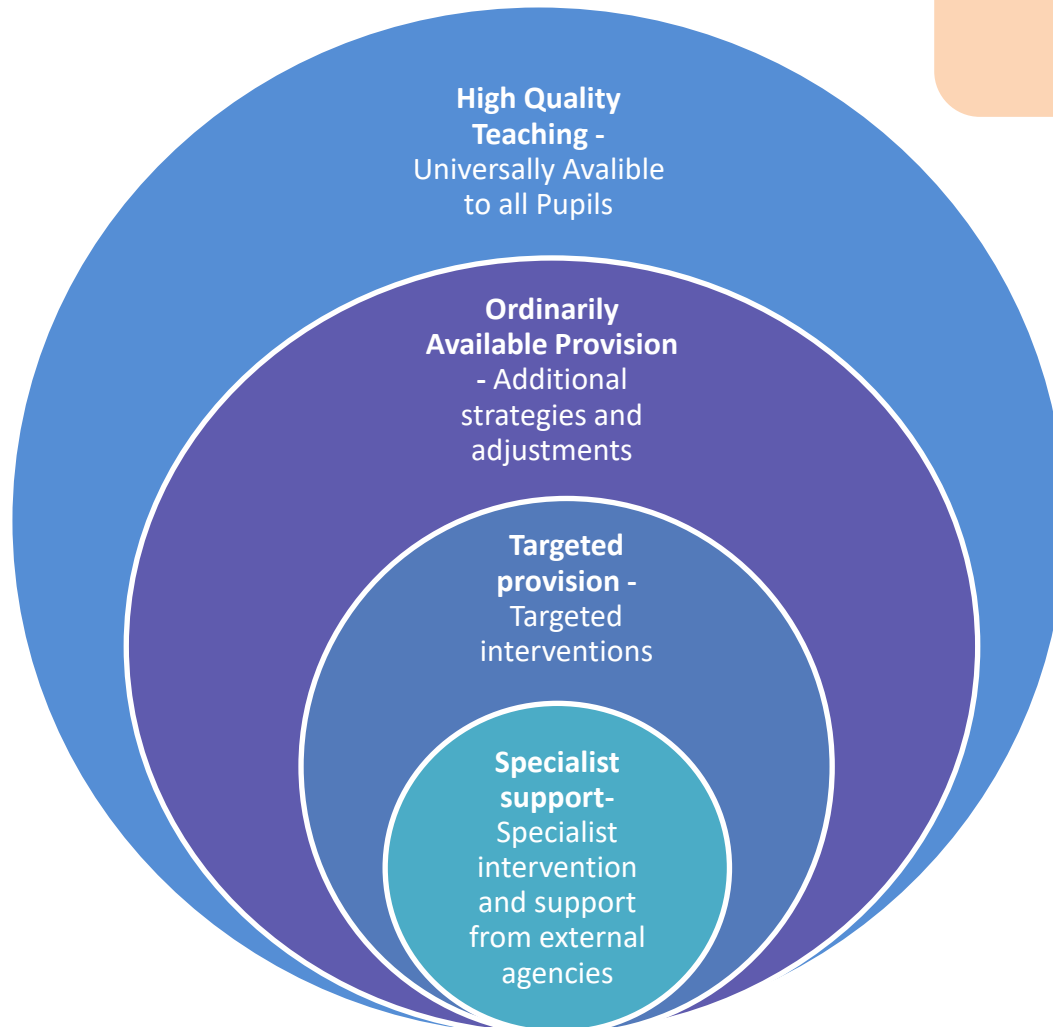 High Quality
Teaching -
Universally Avalible
to all Pupils
Ordinarily
Available Provision
- Additional
strategies and
adjustments
Targeted
provision -
Targeted
interventions
Specialist
support-
Specialist
intervention
and support
from external
agencies